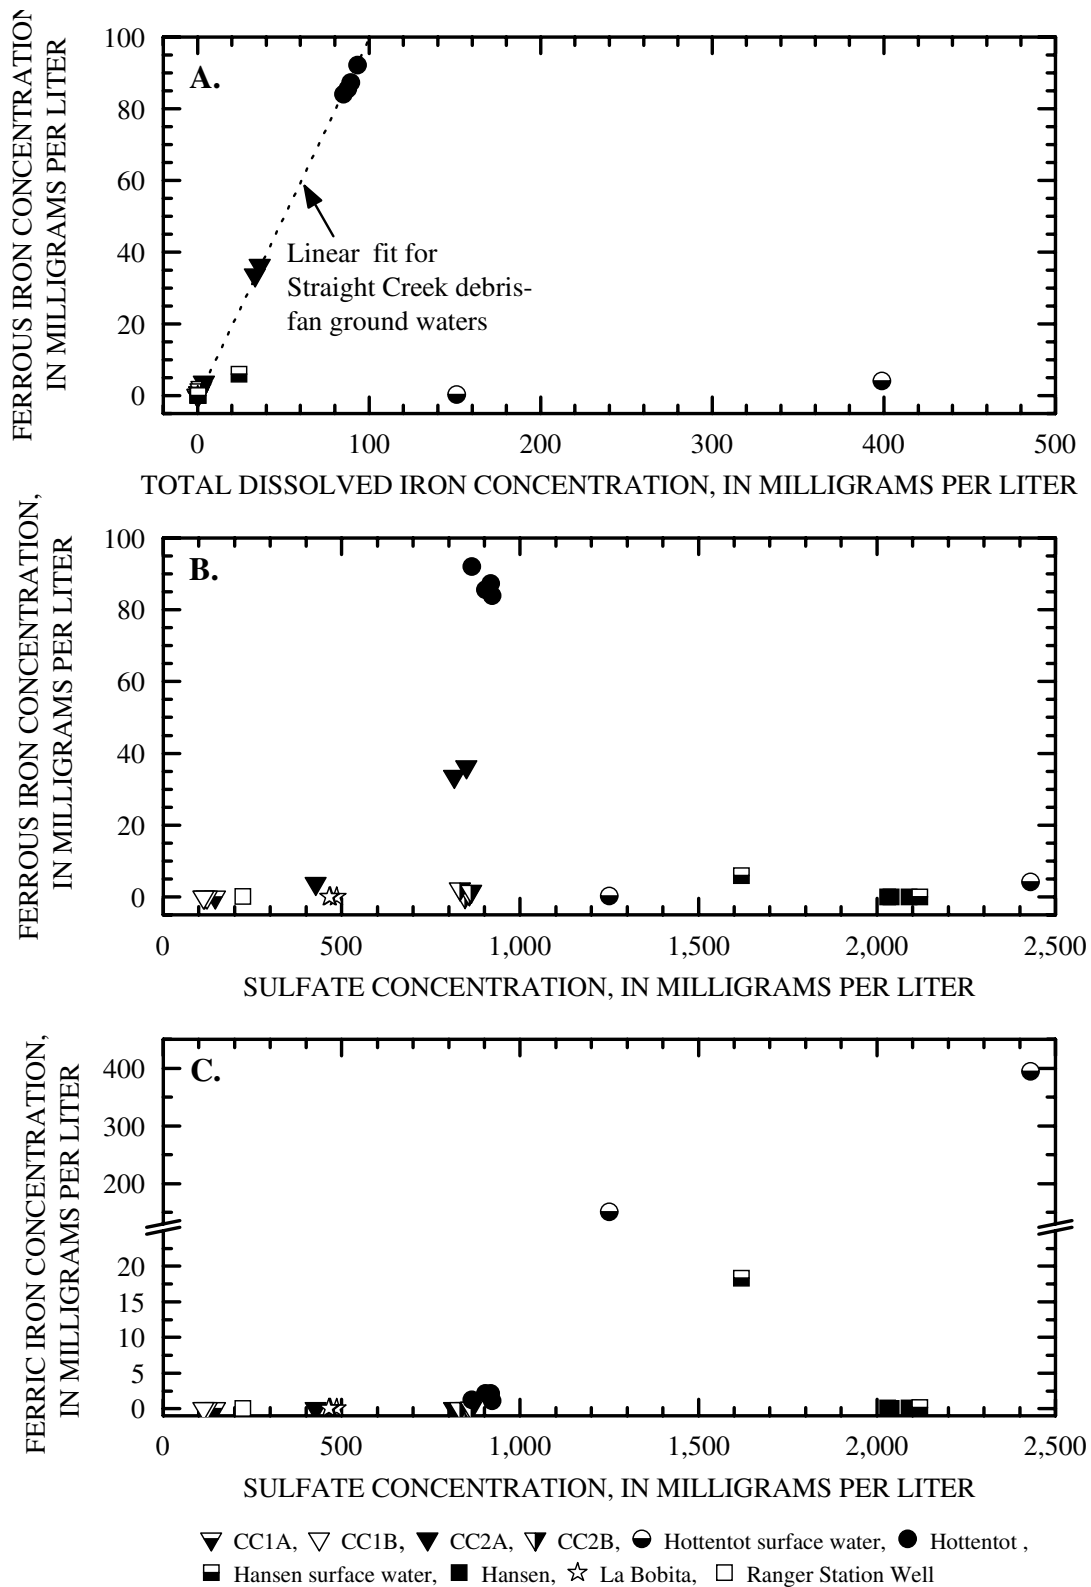 FERROUS IRON CONCENTRATION
IN MILLIGRAMS PER LITER
A.
100
80
60
40
20
0
Linear fit for
Straight Creek debris-
fan ground waters
0 100 200 300 400 500
TOTAL DISSOLVED IRON CONCENTRATION, IN MILLIGRAMS PER LITER
FERROUS IRON CONCENTRATION,
IN MILLIGRAMS PER LITER
B.
100
80
60
40
20
0
0 500 1,000 1,500 2,000 2,500
SULFATE CONCENTRATION, IN MILLIGRAMS PER LITER
FERRIC IRON CONCENTRATION,
IN MILLIGRAMS PER LITER
C.
400
300
200
20
15
10
5
0
0 500 1,000 1,500 2,000 2,500
SULFATE CONCENTRATION, IN MILLIGRAMS PER LITER
CC1A, CC1B, CC2A, CC2B, Hottentot surface water, Hottentot ,
Hansen surface water, Hansen, La Bobita, Ranger Station Well